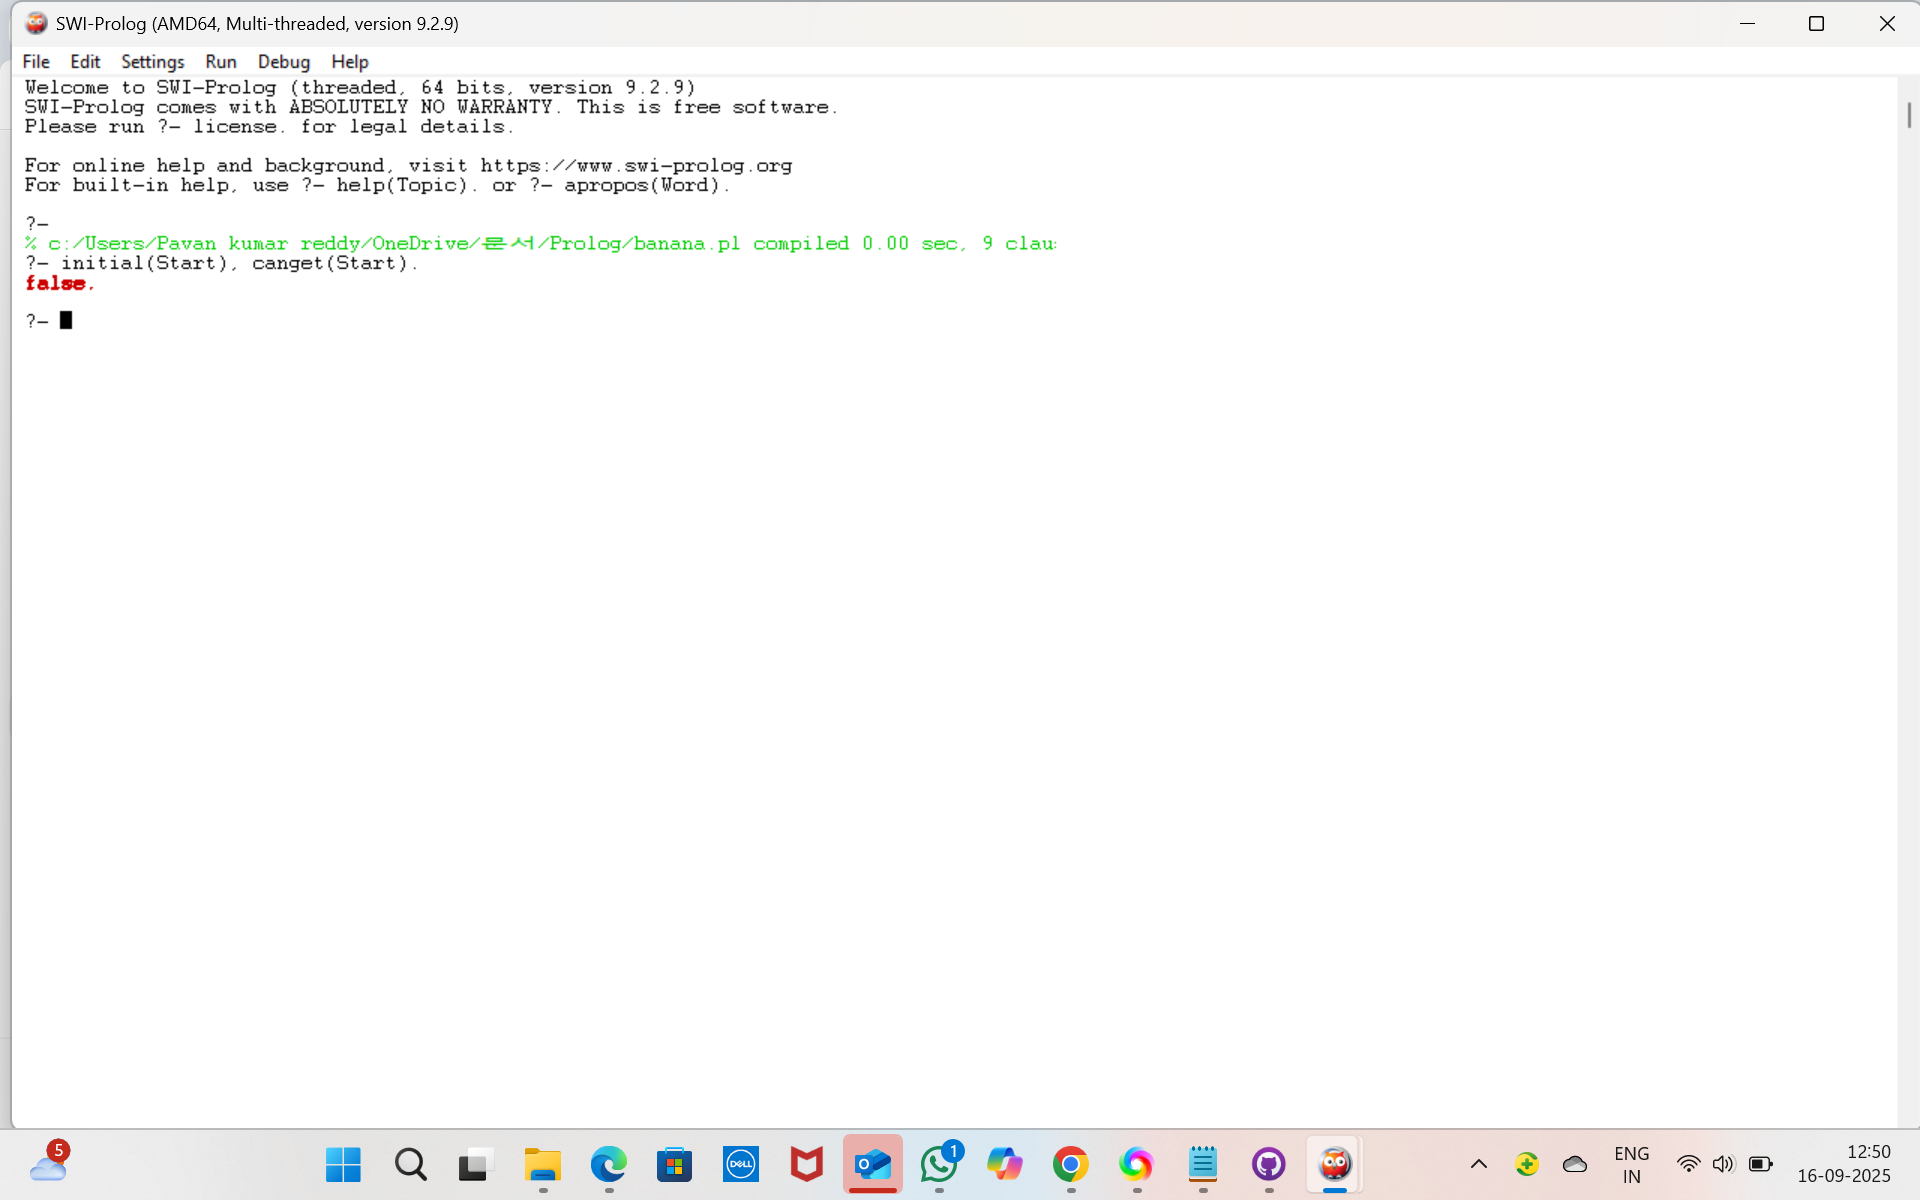 SWI-Prolog (AMD64, Multi-threaded, version 9.2.9)
File Edit Settings Run Debug Help
Welcome to SWI-Prolog (threaded, 64 bits, version 9.2.9)
SWI-Prolog comes with ABSOLUTELY NO WARRANTY. This is free software.
Please run ?- license. for legal details.
For online help and background, visit https://www.swi-prolog.org
For built-in help, use ?- help(Topic). or ?- apropos(Word).
?-
% c:/Users/Pavan kumar reddy/OneDrive/문서/Prolog/banana.pl compiled 0.00 sec, 9 clau
?- initial(Start), canget(Start).
false.
?-
5
DELL
O
1
ENG
IN
12:50
16-09-2025